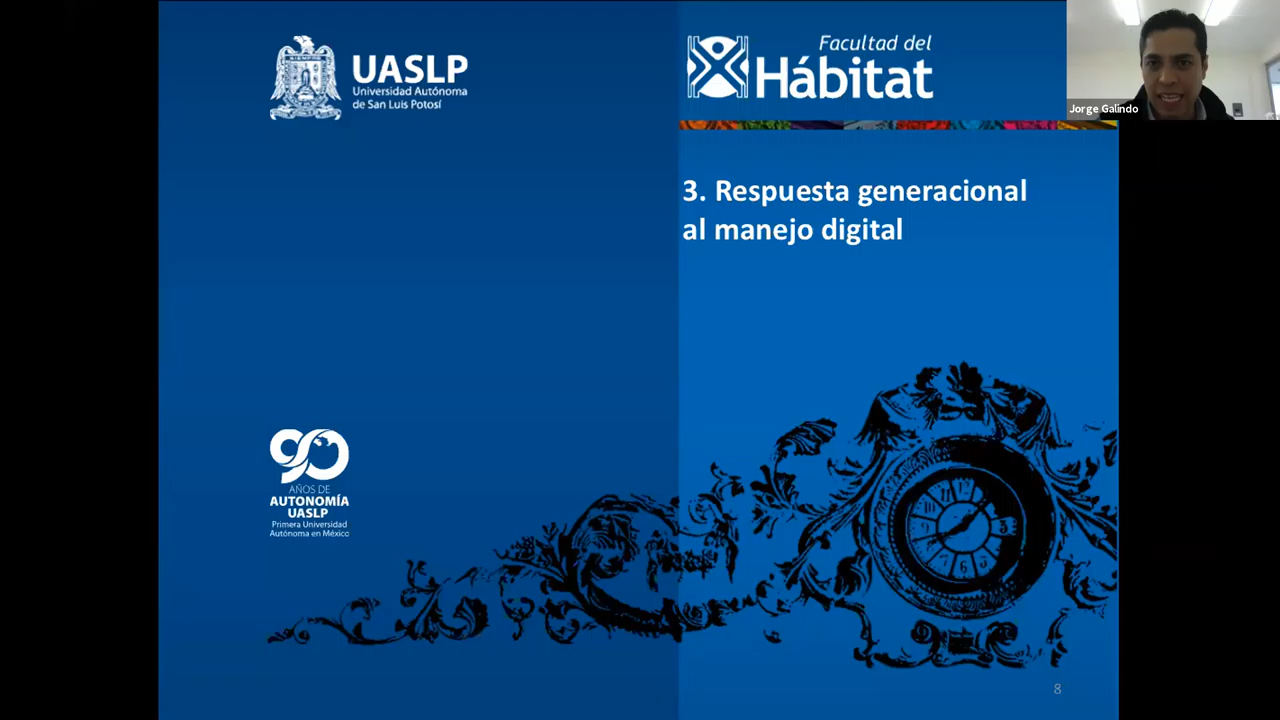 UASLP
Universidad Autónoma
de San Luis Potosí
Facultad del
Hábitat
Jorge Galindo
3. Respuesta generacional
al manejo digital
90
AÑOS DE
AUTONOMÍA
UASLP
Primera Universidad
Autónoma en México
8